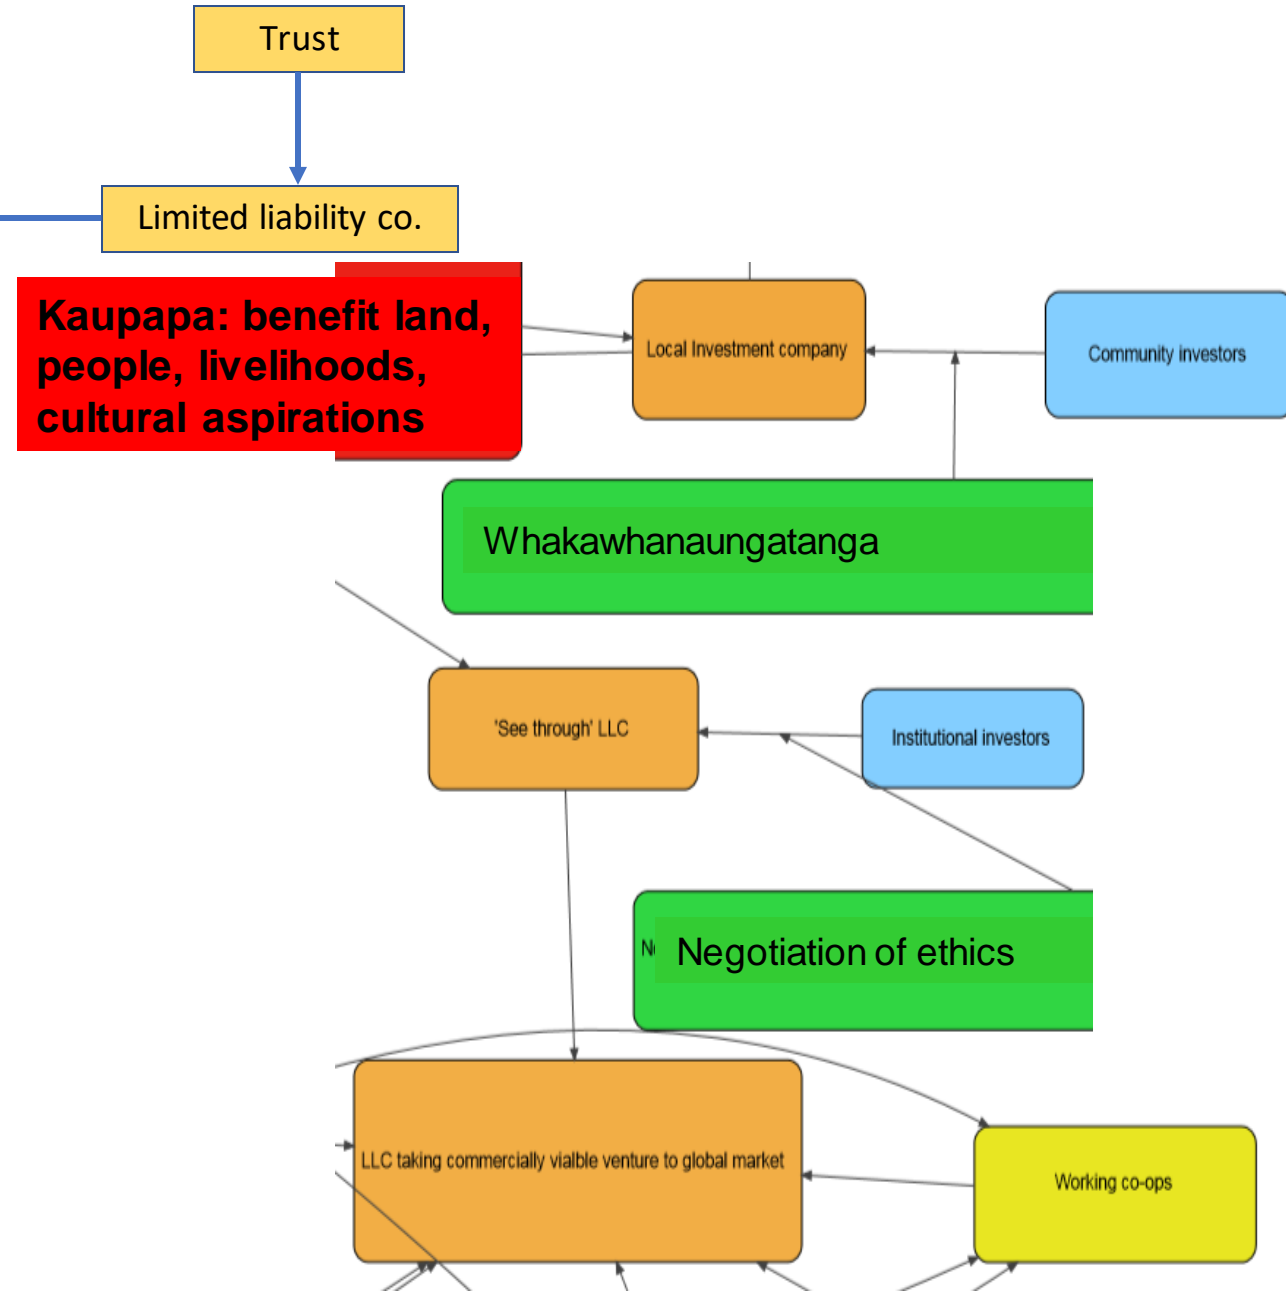 Trust
Limited liability co.
Kaupapa: benefit land,
people, livelihoods,
cultural aspirations
Local Investment company
Community investors
Whakawhanaungatanga
'See through' LLC
Institutional investors
Negotiation of ethics
LLC taking commercially vialble venture to global market
Working co-ops